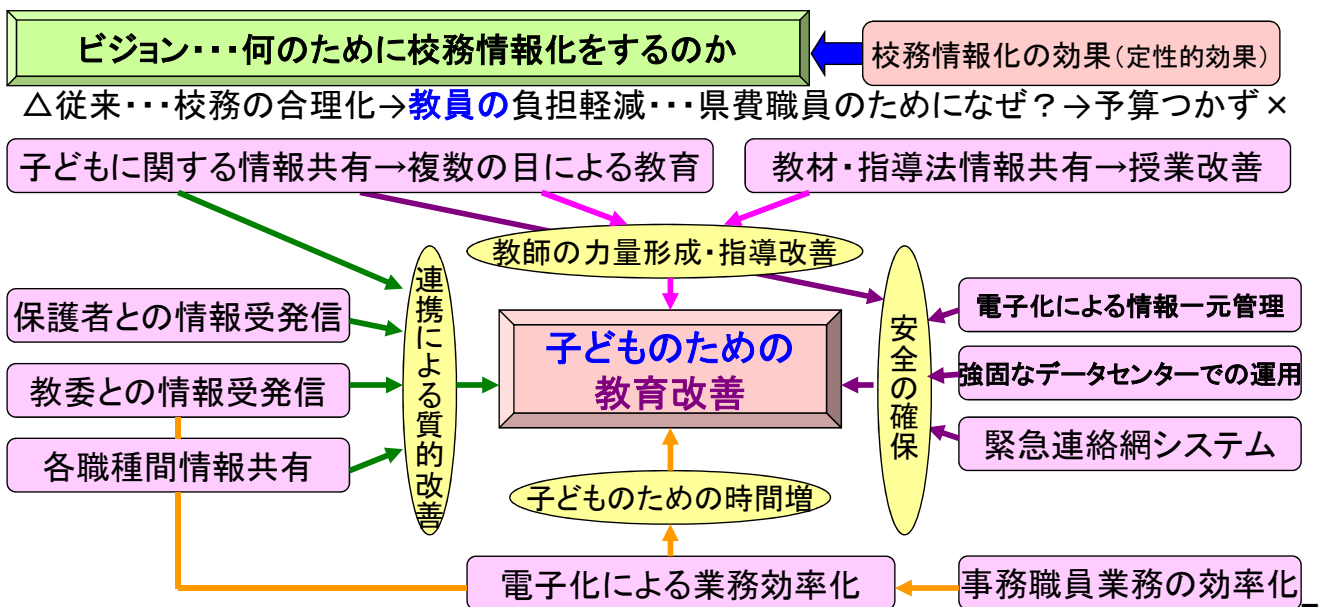 ビジョン・・・何のために校務情報化をするのか
校務情報化の効果(定性的効果)
△従来・・・校務の合理化→教員の負担軽減・・・県費職員のためになぜ?→予算つかず×
子どもに関する情報共有→複数の目による教育
教材・指導法情報共有→授業改善
教師の力量形成・指導改善
連携による質的改善
保護者との情報受発信
教委との情報受発信
各職種間情報共有
子どものための
教育改善
安全の確保
電子化による情報一元管理
強固なデータセンターでの運用
緊急連絡網システム
子どものための時間増
電子化による業務効率化
事務職員業務の効率化